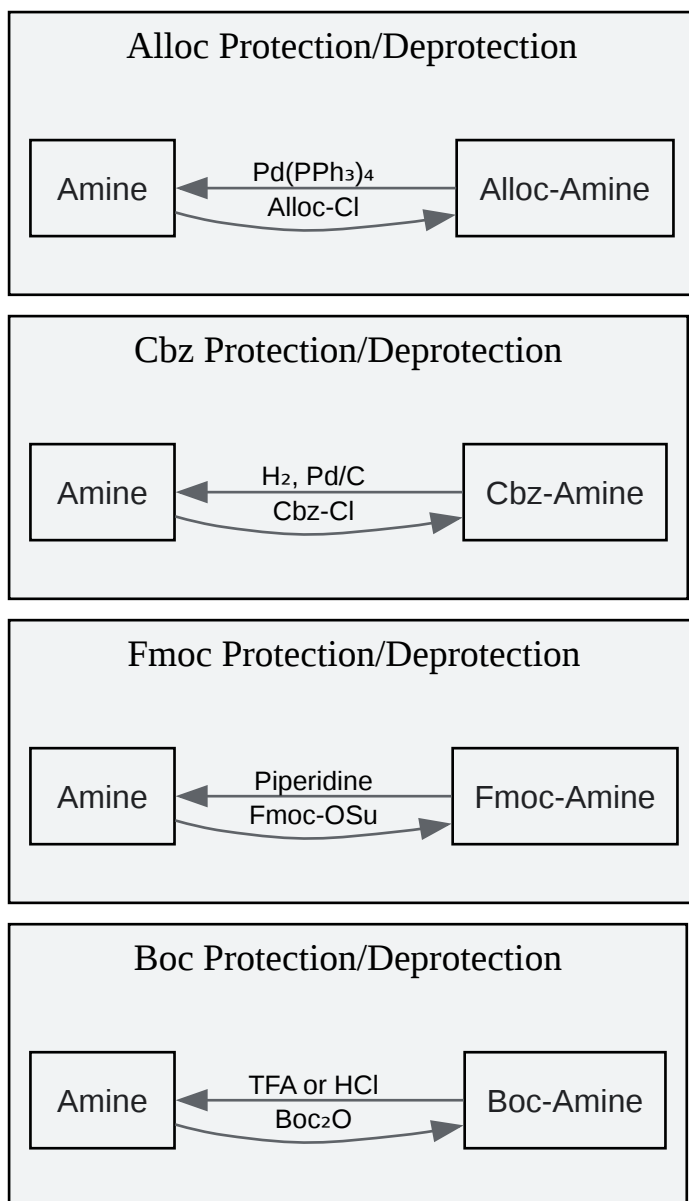 Alloc Protection/Deprotection
Amine
Pd(PPh₃)₄
Alloc-Cl
Alloc-Amine
Cbz Protection/Deprotection
Amine
H₂, Pd/C
Cbz-Cl
Cbz-Amine
Fmoc Protection/Deprotection
Amine
Piperidine
Fmoc-OSu
Fmoc-Amine
Boc Protection/Deprotection
Amine
TFA or HCl
Boc₂O
Boc-Amine